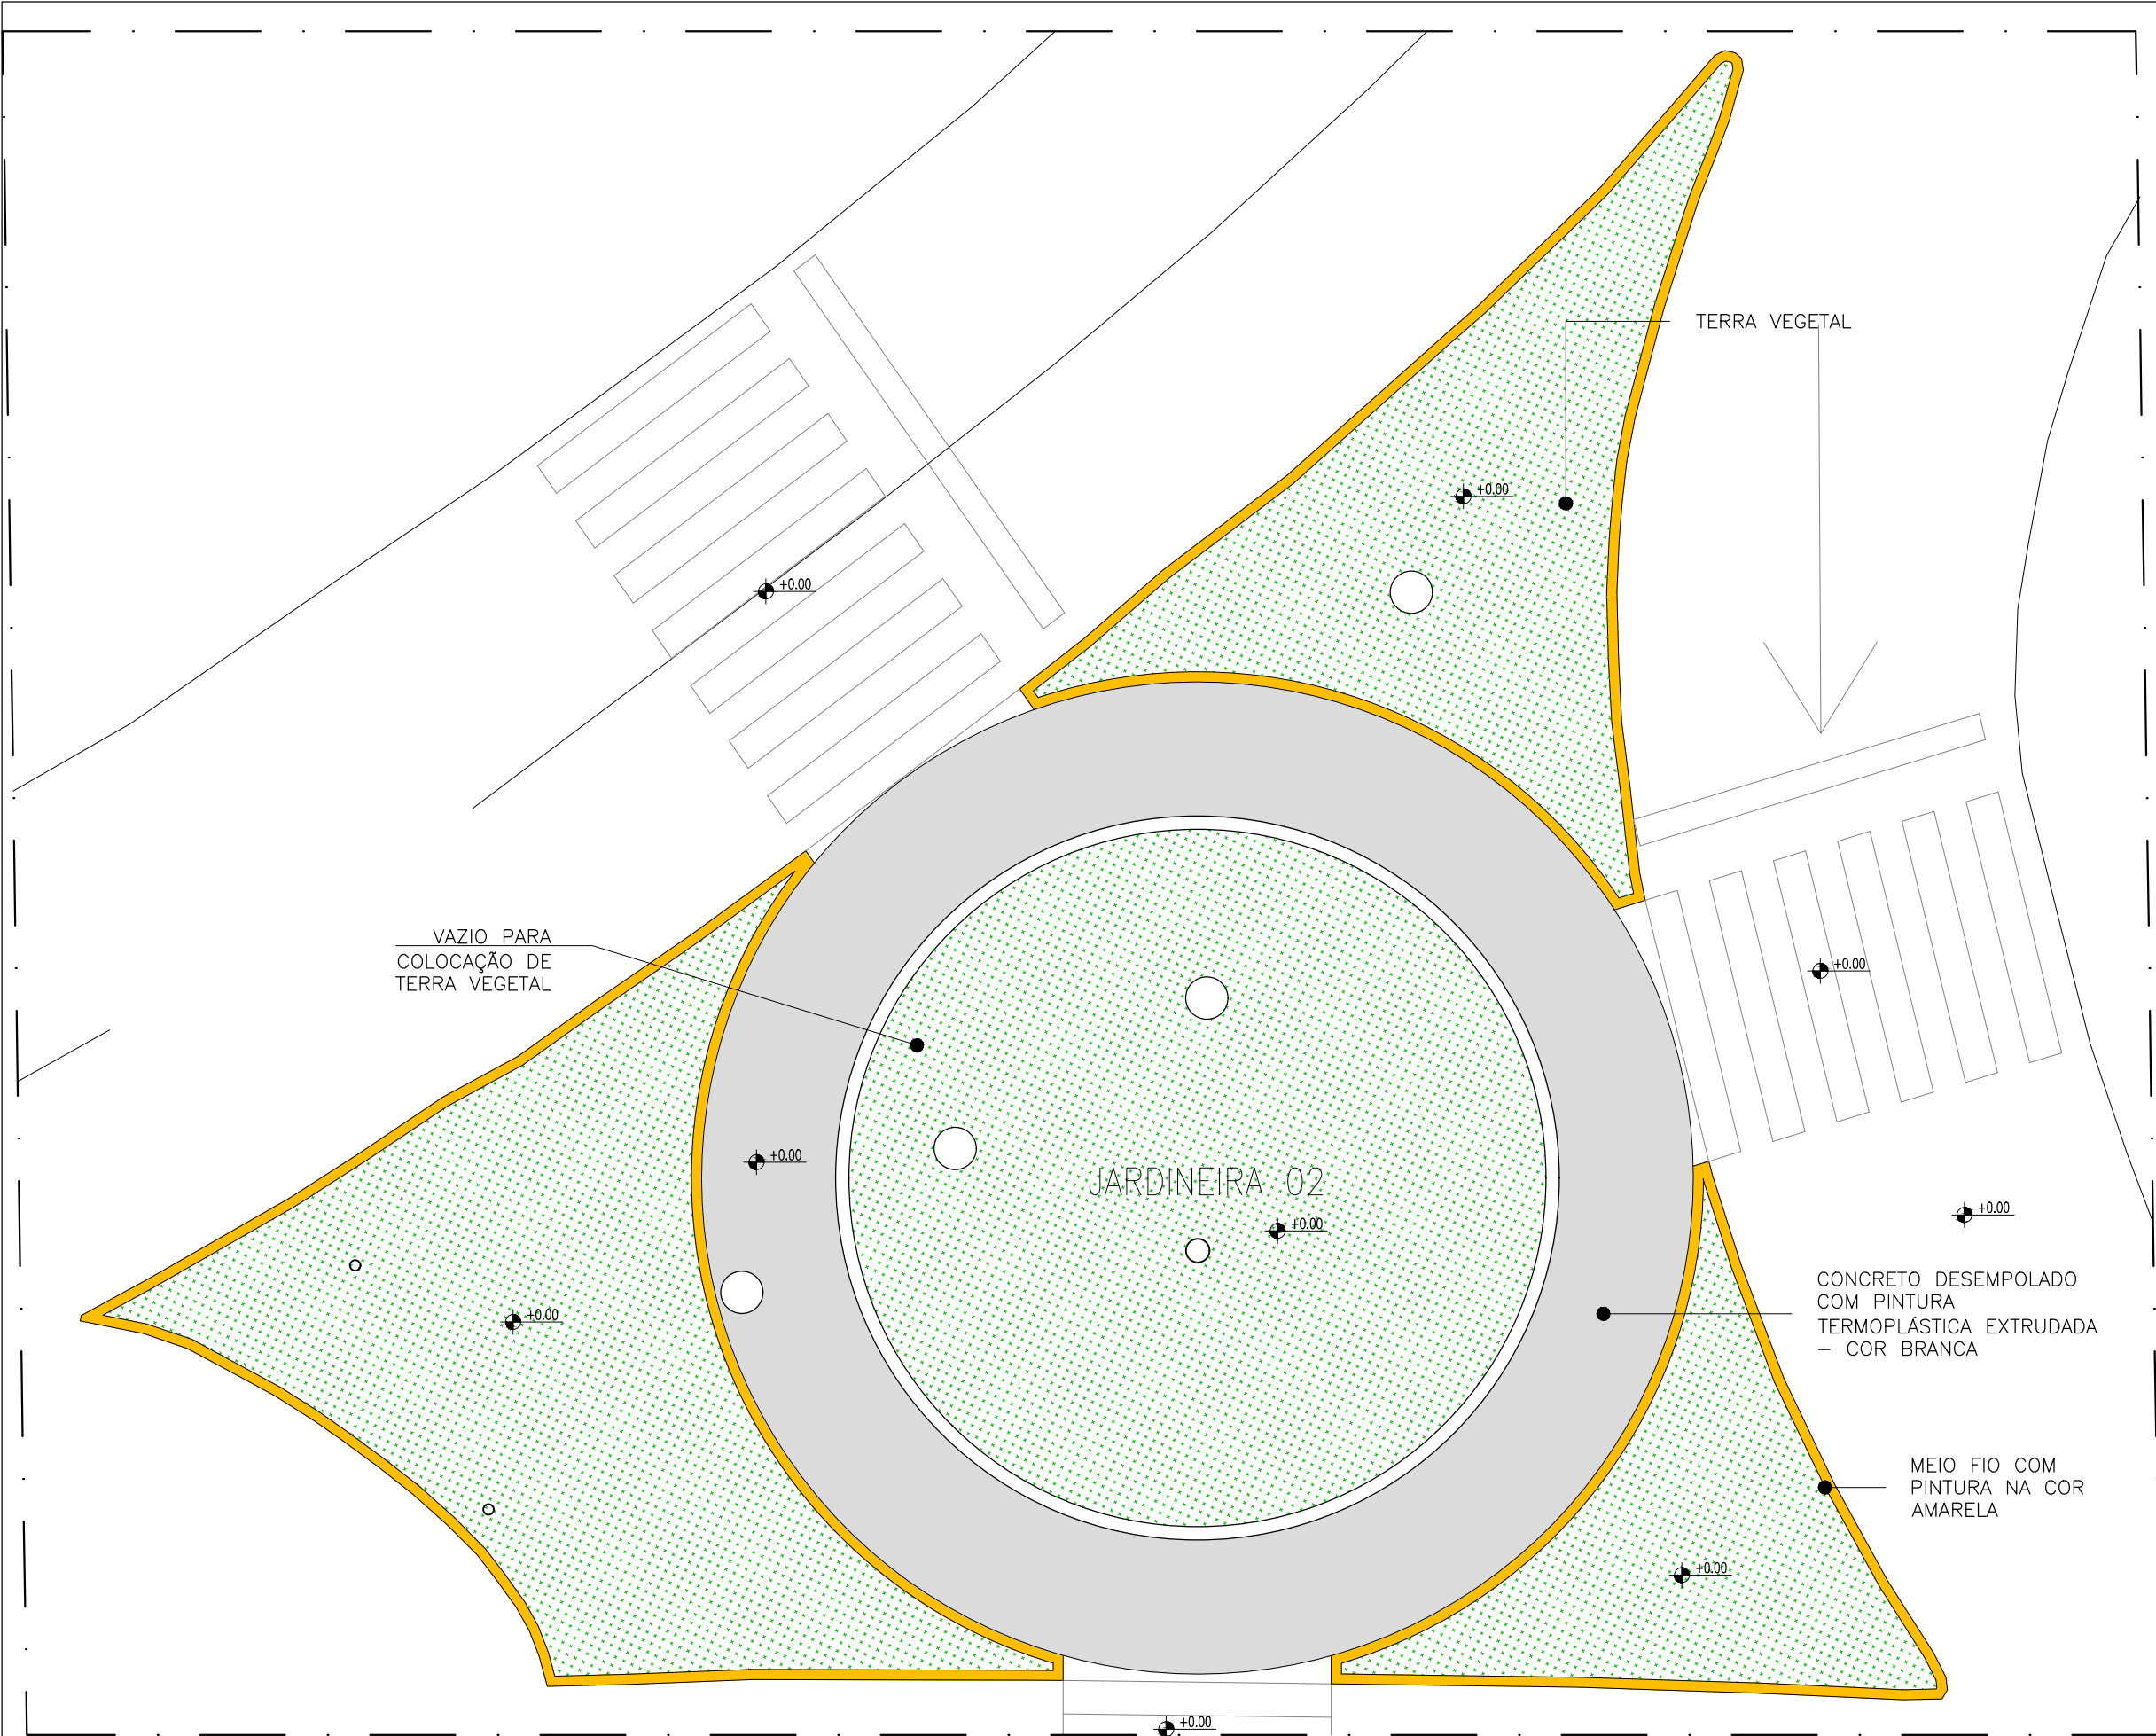 TERRA VEGETAL
+0.00
+0.00
VAZIO PARA
COLOCAÇÃO DE
TERRA VEGETAL
+0.00
+0.00
JARDINEIRA 02
+0.00
+0.00
+0.00
CONCRETO DESEMPOLADO
COM PINTURA
TERMOPLÁSTICA EXTRUDADA
– COR BRANCA
MEIO FIO COM
PINTURA NA COR
AMARELA
+0.00
+0.00